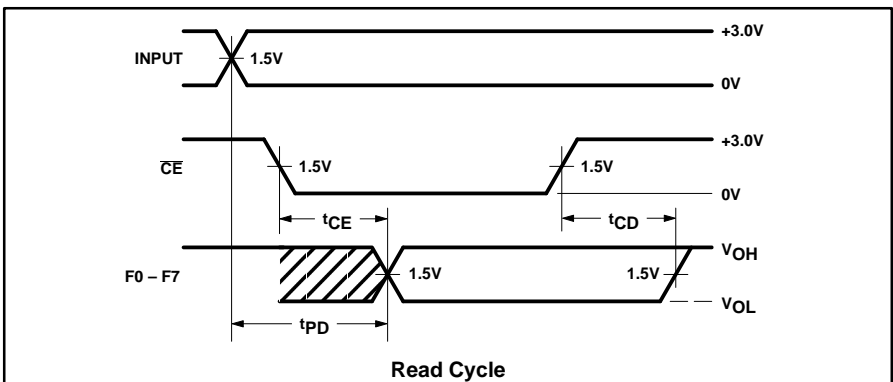 +3.0V
INPUT 1.5V
0V
+3.0V
CE 1.5V 1.5V
0V
tCE tCD
VOH
F0 – F7 1.5V 1.5V
VOL
tPD
Read Cycle